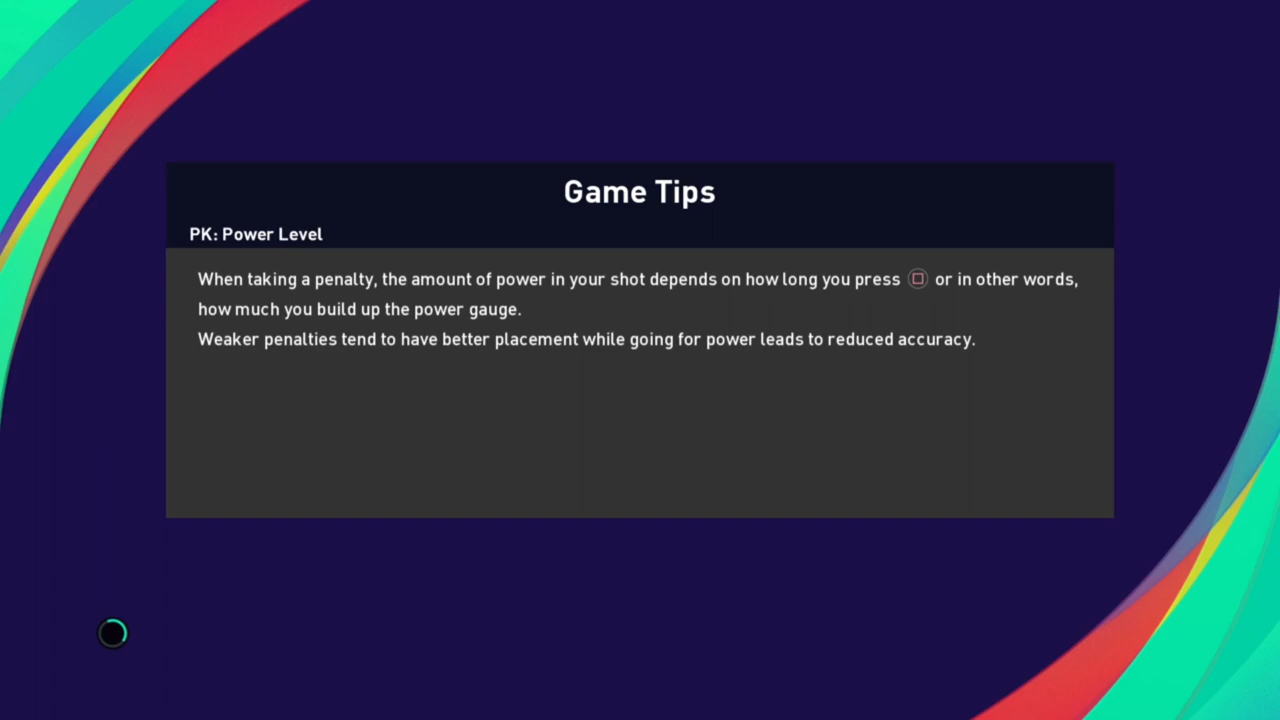 Game Tips
PK: Power Level
When taking a penalty, the amount of power in your shot depends on how long you press □ or in other words,
how much you build up the power gauge.
Weaker penalties tend to have better placement while going for power leads to reduced accuracy.